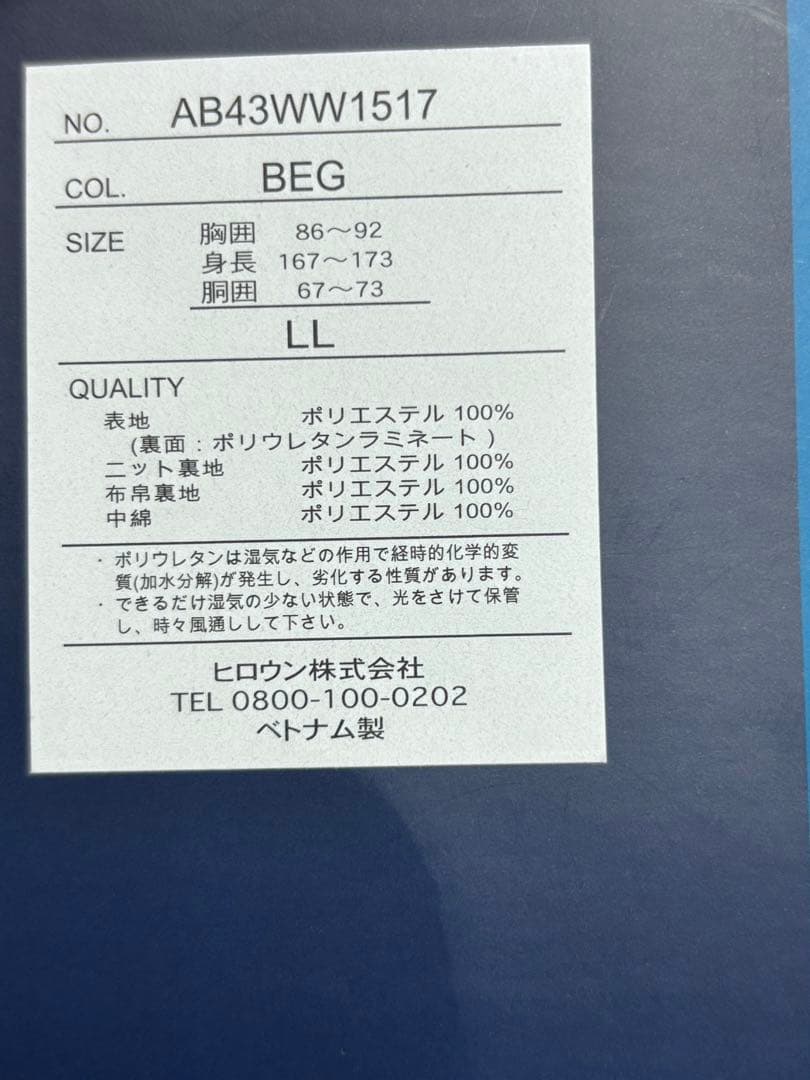 NO. AB43WW1517
COL. BEG
SIZE 胸囲 86～92
身長 167～173
胴囲 67～73
LL
QUALITY
表地 ポリエステル 100%
(裏面：ポリウレタンラミネート )
ニット裏地 ポリエステル 100%
布帛裏地 ポリエステル 100%
中綿 ポリエステル 100%
・ポリウレタンは湿気などの作用で経時的化学的変
質(加水分解)が発生し、劣化する性質があります。
・できるだけ湿気の少ない状態で、光をさけて保管
し、時々風通しして下さい。
ヒロウン株式会社
TEL 0800-100-0202
ベトナム製